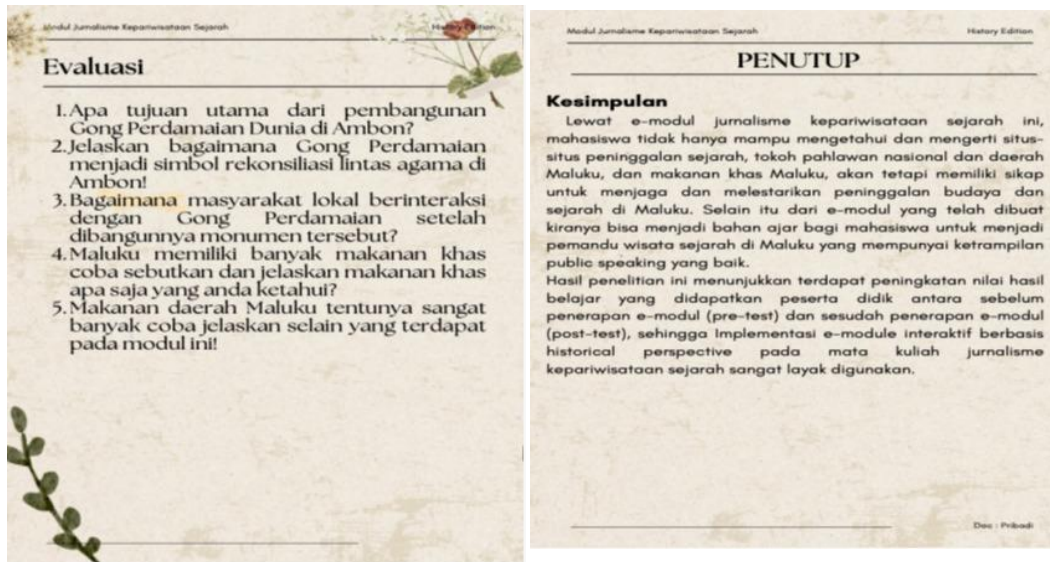 Modul Jurnalisme Kepariwisataan Sejarah
History Edition
Evaluasi
1. Apa tujuan utama dari pembangunan
Gong Perdamaian Dunia di Ambon?
2. Jelaskan bagaimana Gong Perdamaian
menjadi simbol rekonsiliasi lintas agama di
Ambon!
3. Bagaimana masyarakat lokal berinteraksi
dengan Gong Perdamaian setelah
dibangunnya monumen tersebut?
4. Maluku memiliki banyak makanan khas
coba sebutkan dan jelaskan makanan khas
apa saja yang anda ketahui?
5. Makanan daerah Maluku tentunya sangat
banyak coba jelaskan selain yang terdapat
pada modul ini!
Modul Jurnalisme Kepariwisataan Sejarah
History Edition
PENUTUP
Kesimpulan
Lewat e-modul jurnalisme kepariwisataan sejarah ini,
mahasiswa tidak hanya mampu mengetahui dan mengerti situs-
situs peninggalan sejarah, tokoh pahlawan nasional dan daerah
Maluku, dan makanan khas Maluku, akan tetapi memiliki sikap
untuk menjaga dan melestarikan peninggalan budaya dan
sejarah di Maluku. Selain itu dari e-modul yang telah dibuat
kiranya bisa menjadi bahan ajar bagi mahasiswa untuk menjadi
pemandu wisata sejarah di Maluku yang mempunyai ketrampilan
public speaking yang baik.
Hasil penelitian ini menunjukkan terdapat peningkatan nilai hasil
belajar yang didapatkan peserta didik antara sebelum
penerapan e-modul (pre-test) dan sesudah penerapan e-modul
(post-test), sehingga Implementasi e-module interaktif berbasis
historical perspective pada mata kuliah jurnalisme
kepariwisataan sejarah sangat layak digunakan.
Doc : Pribadi